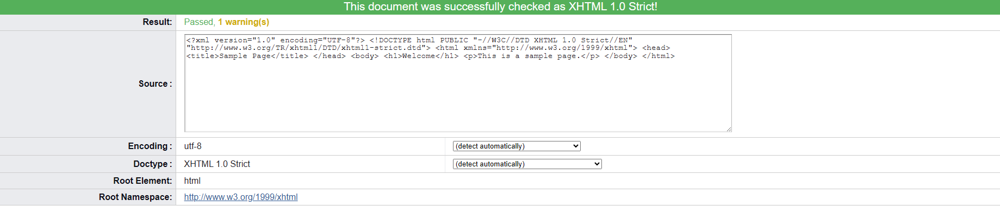 This document was successfully checked as XHTML 1.0 Strict!
Result: Passed, 1 warning(s)
Source : <?xml version="1.0" encoding="UTF-8"?> <!DOCTYPE html PUBLIC "-//W3C//DTD XHTML 1.0 Strict//EN"
"http://www.w3.org/TR/xhtml1/DTD/xhtml1-strict.dtd"> <html xmlns="http://www.w3.org/1999/xhtml"> <head>
<title>Sample Page</title> </head> <body> <h1>Welcome</h1> <p>This is a sample page.</p> </body> </html>
Encoding : utf-8 (detect automatically)
Doctype : XHTML 1.0 Strict (detect automatically)
Root Element: html
Root Namespace: http://www.w3.org/1999/xhtml